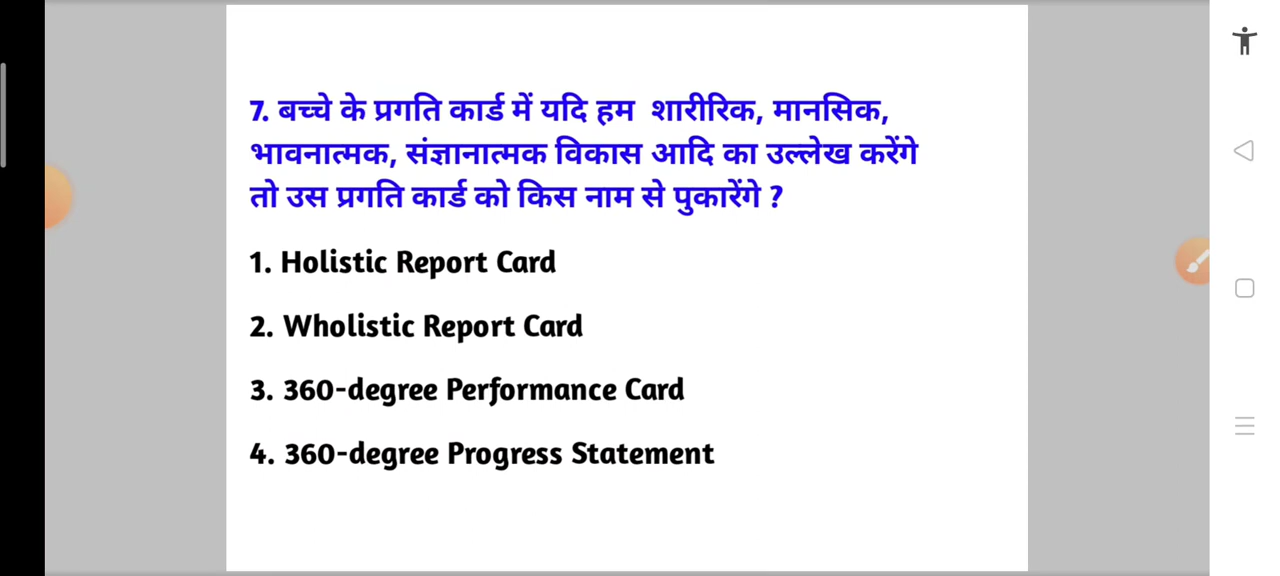 7. बच्चे के प्रगति कार्ड में यदि हम शारीरिक, मानसिक,
भावनात्मक, संज्ञानात्मक विकास आदि का उल्लेख करेंगे
तो उस प्रगति कार्ड को किस नाम से पुकारेंगे ?
1. Holistic Report Card
2. Wholistic Report Card
3. 360-degree Performance Card
4. 360-degree Progress Statement